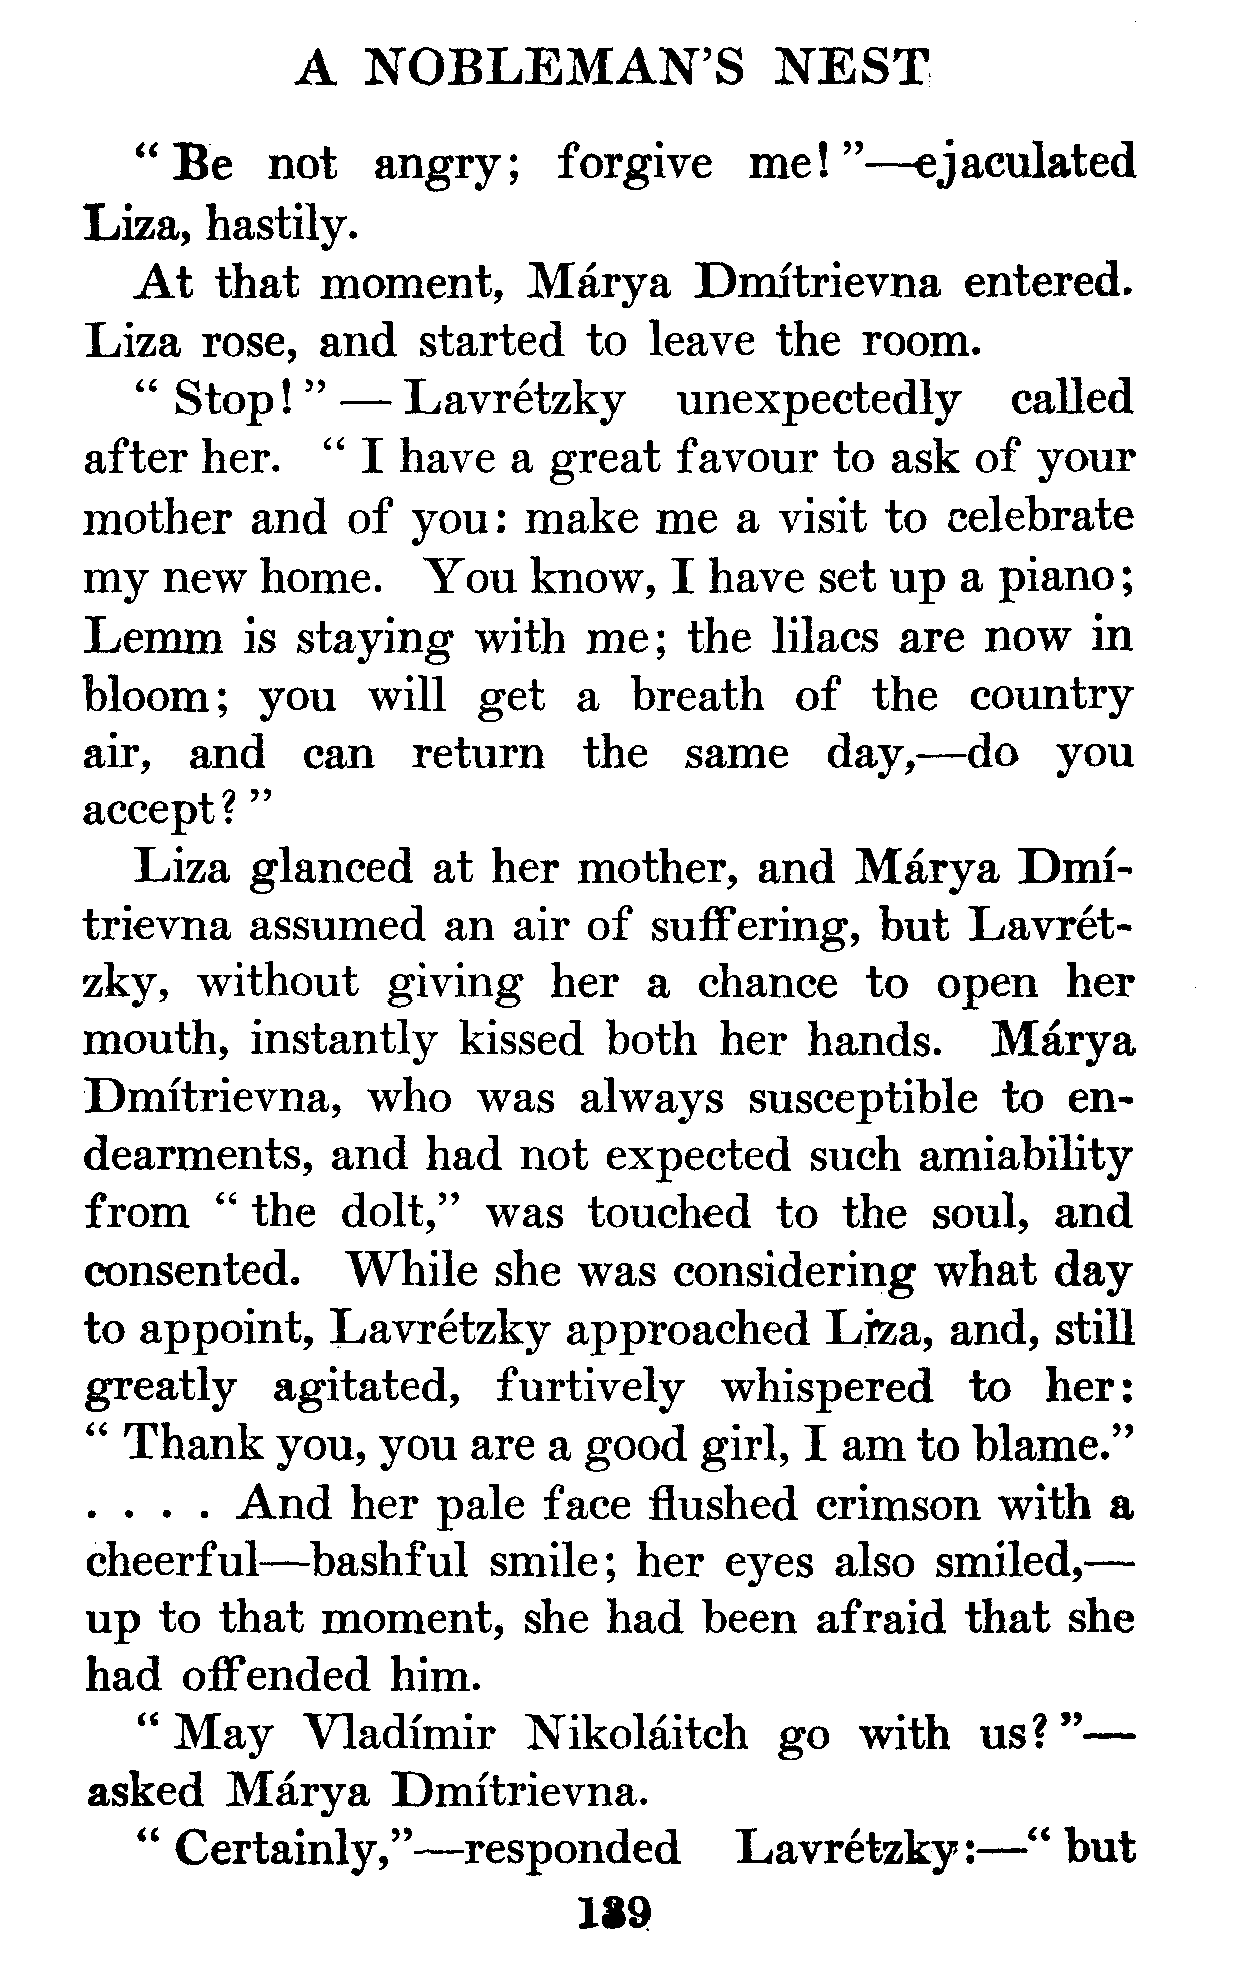 A NOBLEMAN'S NEST
“ Be not angry; forgive me! ”—ejaculated
Liza, hastily.
At that moment, Márya Dmítrievna entered.
Liza rose, and started to leave the room.
“ Stop! ” — Lavrétzky unexpectedly called
after her. “ I have a great favour to ask of your
mother and of you: make me a visit to celebrate
my new home. You know, I have set up a piano;
Lemm is staying with me; the lilacs are now in
bloom; you will get a breath of the country
air, and can return the same day,—do you
accept? ”
Liza glanced at her mother, and Márya Dmí-
trievna assumed an air of suffering, but Lavrét-
zky, without giving her a chance to open her
mouth, instantly kissed both her hands. Márya
Dmítrievna, who was always susceptible to en-
dearments, and had not expected such amiability
from “ the dolt,” was touched to the soul, and
consented. While she was considering what day
to appoint, Lavrétzky approached Liza, and, still
greatly agitated, furtively whispered to her:
“ Thank you, you are a good girl, I am to blame.”
. . . . And her pale face flushed crimson with a
cheerful—bashful smile; her eyes also smiled,—
up to that moment, she had been afraid that she
had offended him.
“ May Vladímir Nikoláitch go with us? ”—
asked Márya Dmítrievna.
“ Certainly,”—responded Lavrétzky:—“ but
139